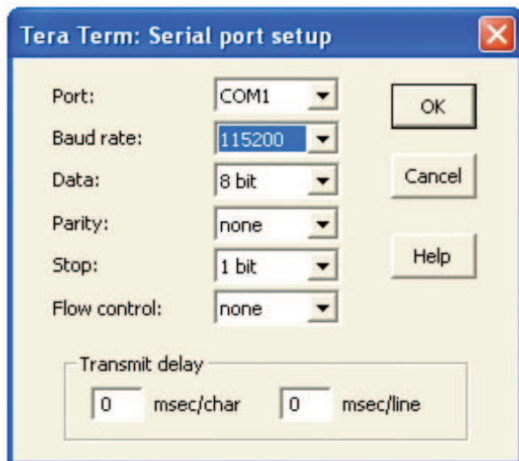 Tera Term: Serial port setup
Port: COM1
OK
Baud rate: 115200
Data: 8 bit
Cancel
Parity: none
Stop: 1 bit
Help
Flow control: none
Transmit delay
0 msec/char 0 msec/line